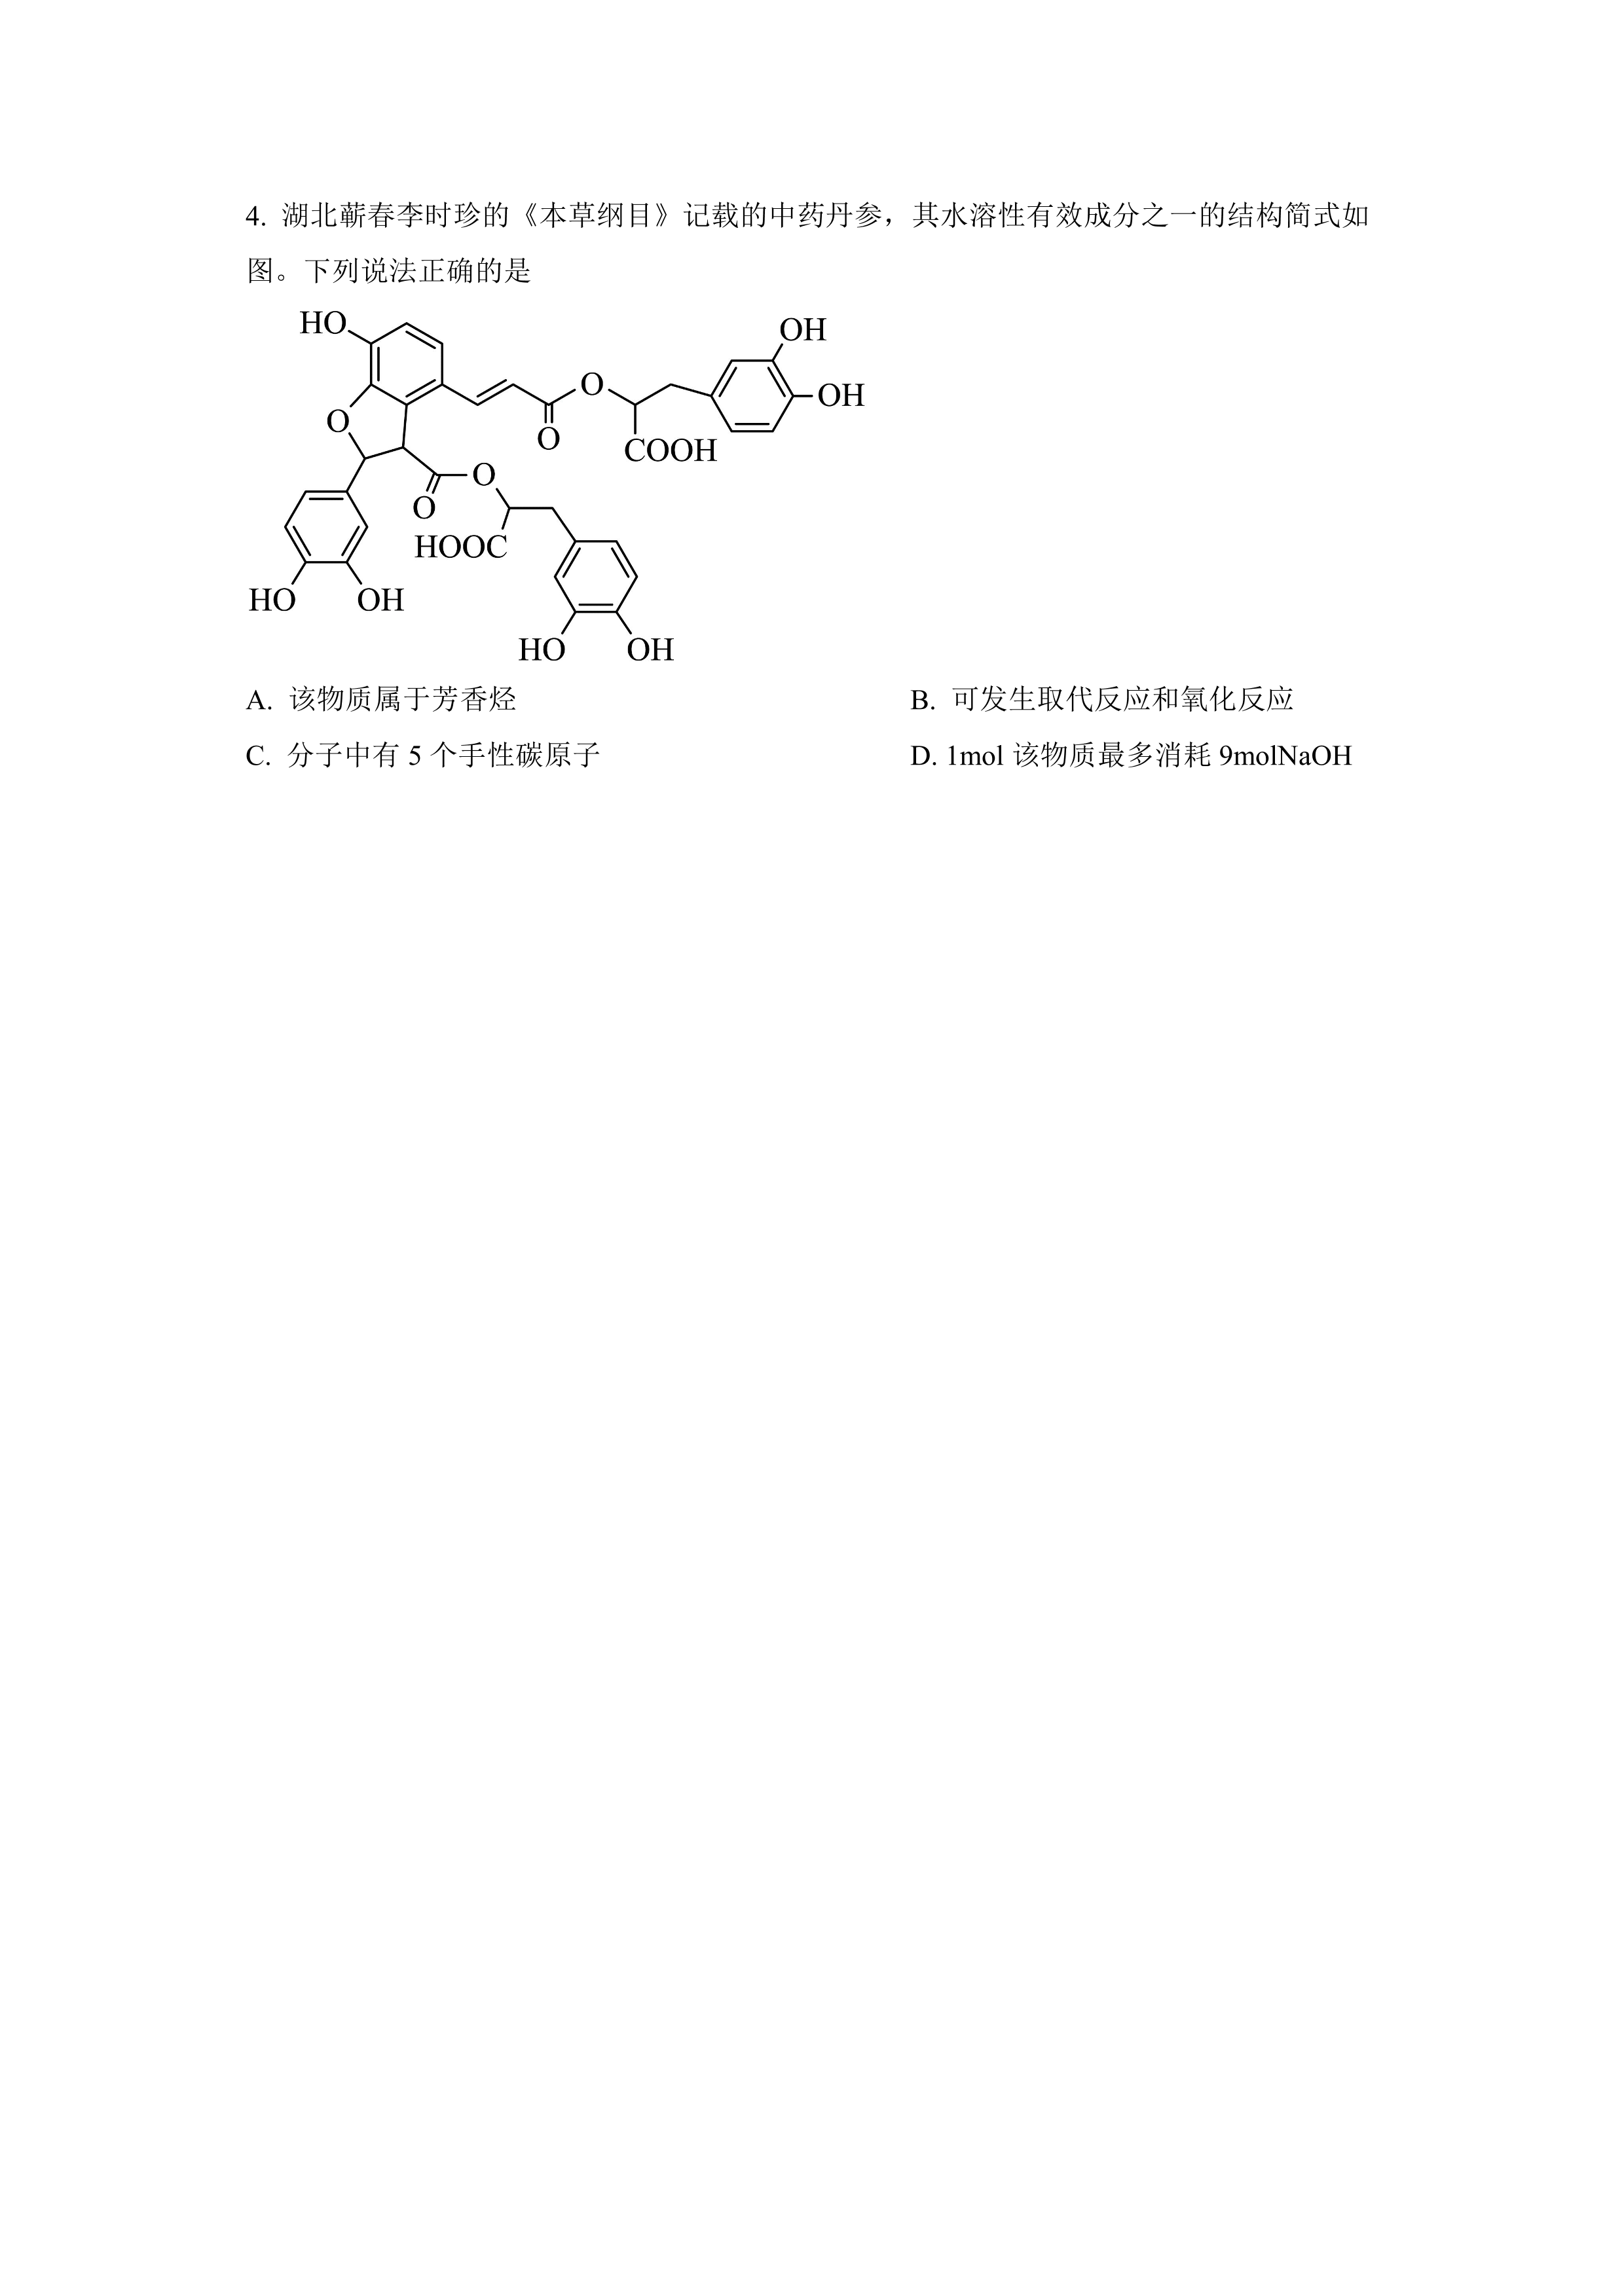 4. 湖北蕲春李时珍的《本草纲目》记载的中药丹参，其水溶性有效成分之一的结构简式如
图。下列说法正确的是
HO
OH
O
OH
O
O
COOH
O
O
HOOC
HO OH
HO OH
A. 该物质属于芳香烃 B. 可发生取代反应和氧化反应
C. 分子中有 5 个手性碳原子 D. 1mol 该物质最多消耗 9molNaOH